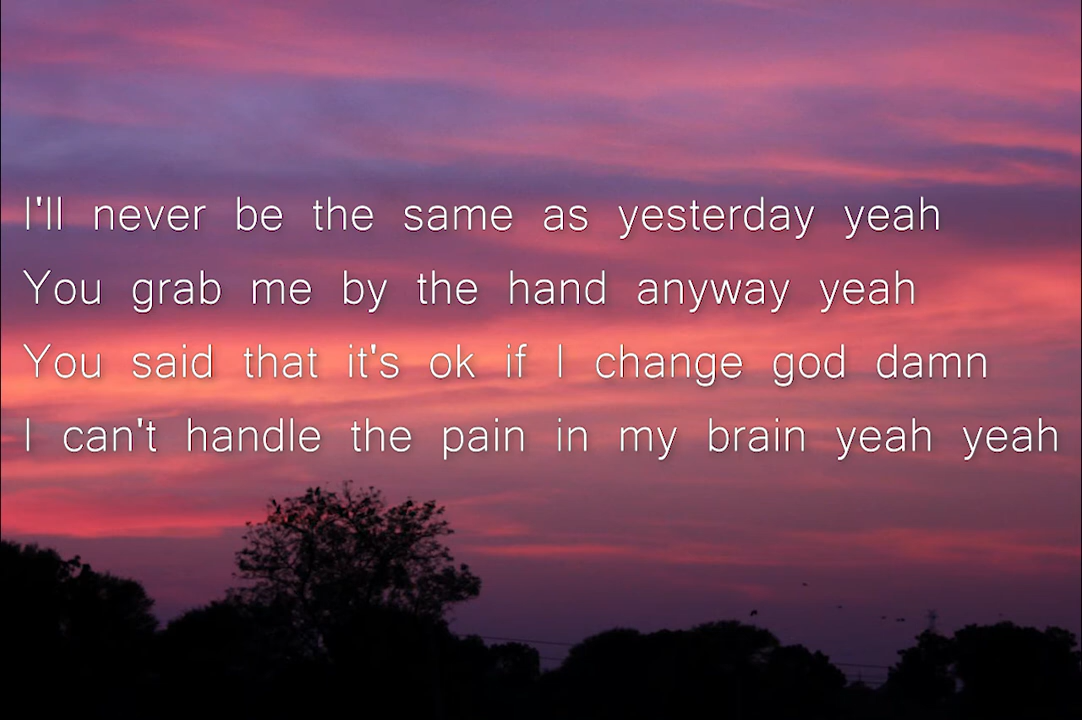 I'll never be the same as yesterday yeah
You grab me by the hand anyway yeah
You said that it's ok if I change god damn
I can't handle the pain in my brain yeah yeah